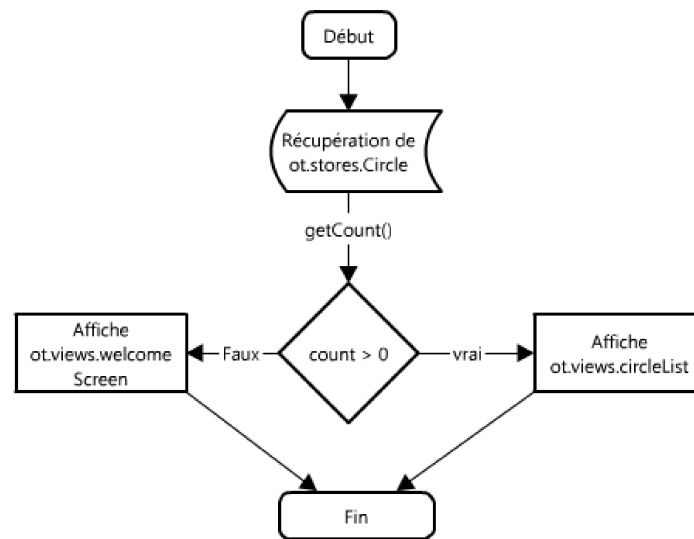 Début
Récupération de
ot.stores.Circle
getCount()
Affiche
ot.views.welcome
Screen
Faux
count > 0
vrai
Affiche
ot.views.circleList
Fin